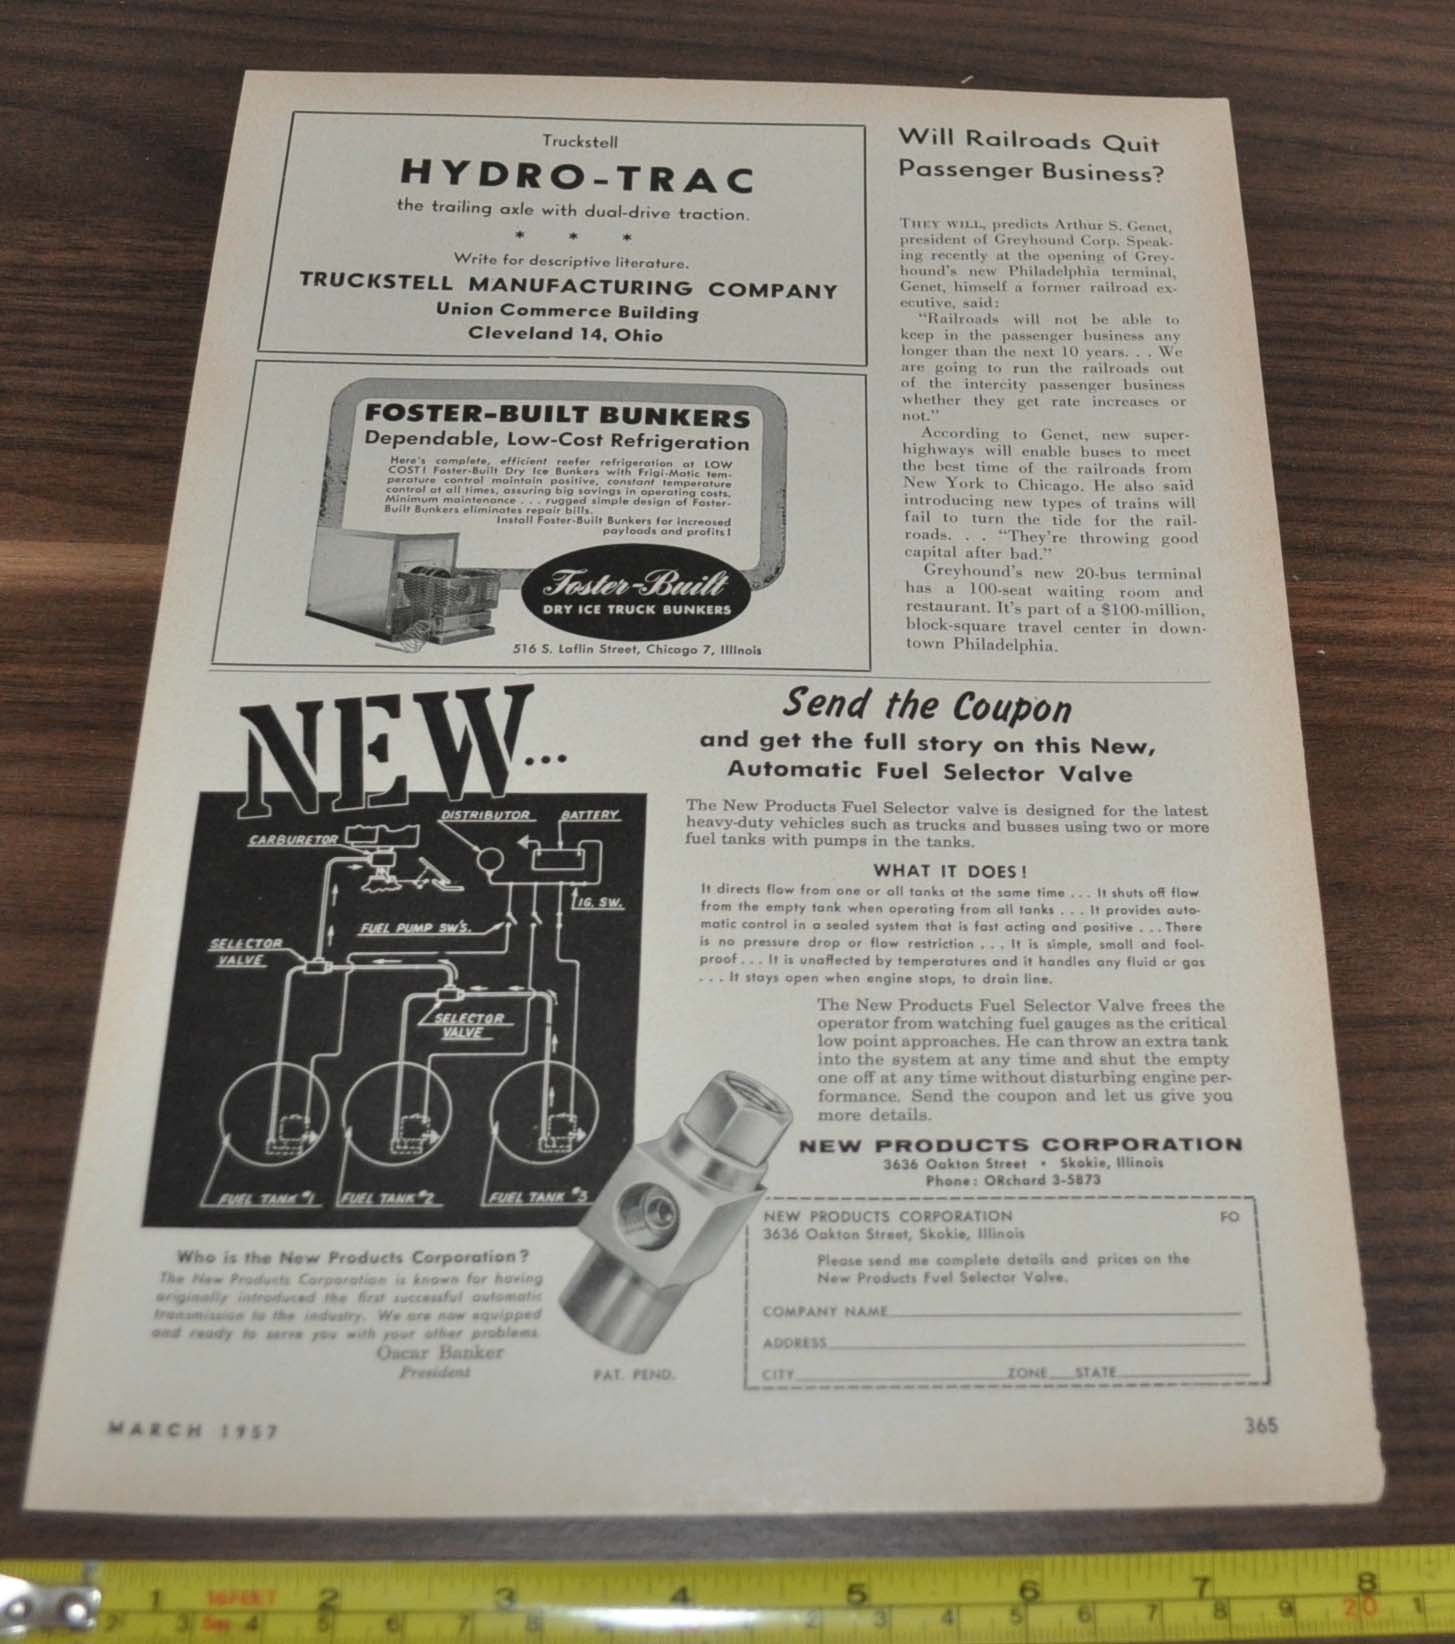 Truckstell
HYDRO-TRAC
the trailing axle with dual-drive traction.
* * *
Write for descriptive literature.
TRUCKSTELL MANUFACTURING COMPANY
Union Commerce Building
Cleveland 14, Ohio
FOSTER-BUILT BUNKERS
Dependable, Low-Cost Refrigeration
Here's complete, efficient reefer refrigeration at LOW
COST! Foster-Built Dry Ice Bunkers with Frigi-Matic tem-
perature control maintain positive, constant temperature
control at all times, assuring big savings in operating costs.
Minimum maintenance . . . rugged simple design of Foster-
Built Bunkers eliminates repair bills.
Install Foster-Built Bunkers for increased
payloads and profits!
Foster-Built
DRY ICE TRUCK BUNKERS
516 S. Laflin Street, Chicago 7, Illinois
Will Railroads Quit
Passenger Business?
THEY WILL, predicts Arthur S. Genet,
president of Greyhound Corp. Speak-
ing recently at the opening of Grey-
hound's new Philadelphia terminal,
Genet, himself a former railroad ex-
ecutive, said:
"Railroads will not be able to
keep in the passenger business any
longer than the next 10 years. . . We
are going to run the railroads out
of the intercity passenger business
whether they get rate increases or
not."
According to Genet, new super-
highways will enable buses to meet
the best time of the railroads from
New York to Chicago. He also said
introducing new types of trains will
fail to turn the tide for the rail-
roads. . . "They're throwing good
capital after bad."
Greyhound's new 20-bus terminal
has a 100-seat waiting room and
restaurant. It's part of a $100-million,
block-square travel center in down-
town Philadelphia.
NEW...
CARBURETOR
DISTRIBUTOR
BATTERY
IG. SW.
FUEL PUMP SW'S.
SELECTOR
VALVE
SELECTOR
VALVE
FUEL TANK #1
FUEL TANK #2
FUEL TANK #3
Who is the New Products Corporation?
The New Products Corporation is known for having
originally introduced the first successful automatic
transmission to the industry. We are now equipped
and ready to serve you with your other problems.
Oscar Banker
President
PAT. PEND.
Send the Coupon
and get the full story on this New,
Automatic Fuel Selector Valve
The New Products Fuel Selector valve is designed for the latest
heavy-duty vehicles such as trucks and busses using two or more
fuel tanks with pumps in the tanks.
WHAT IT DOES!
It directs flow from one or all tanks at the same time . . . It shuts off flow
from the empty tank when operating from all tanks . . . It provides auto-
matic control in a sealed system that is fast acting and positive . . . There
is no pressure drop or flow restriction . . . It is simple, small and fool-
proof . . . It is unaffected by temperatures and it handles any fluid or gas
. . . It stays open when engine stops, to drain line.
The New Products Fuel Selector Valve frees the
operator from watching fuel gauges as the critical
low point approaches. He can throw an extra tank
into the system at any time and shut the empty
one off at any time without disturbing engine per-
formance. Send the coupon and let us give you
more details.
NEW PRODUCTS CORPORATION
3636 Oakton Street • Skokie, Illinois
Phone: ORchard 3-5873
NEW PRODUCTS CORPORATION FO
3636 Oakton Street, Skokie, Illinois
Please send me complete details and prices on the
New Products Fuel Selector Valve.
COMPANY NAME
ADDRESS
CITY ZONE STATE
MARCH 1957
365
1 16FEET 2 3 4 5 6 7 8
2 3 4 5 6 7 8 9 2 3 4 5 6 7 8 9 20 1